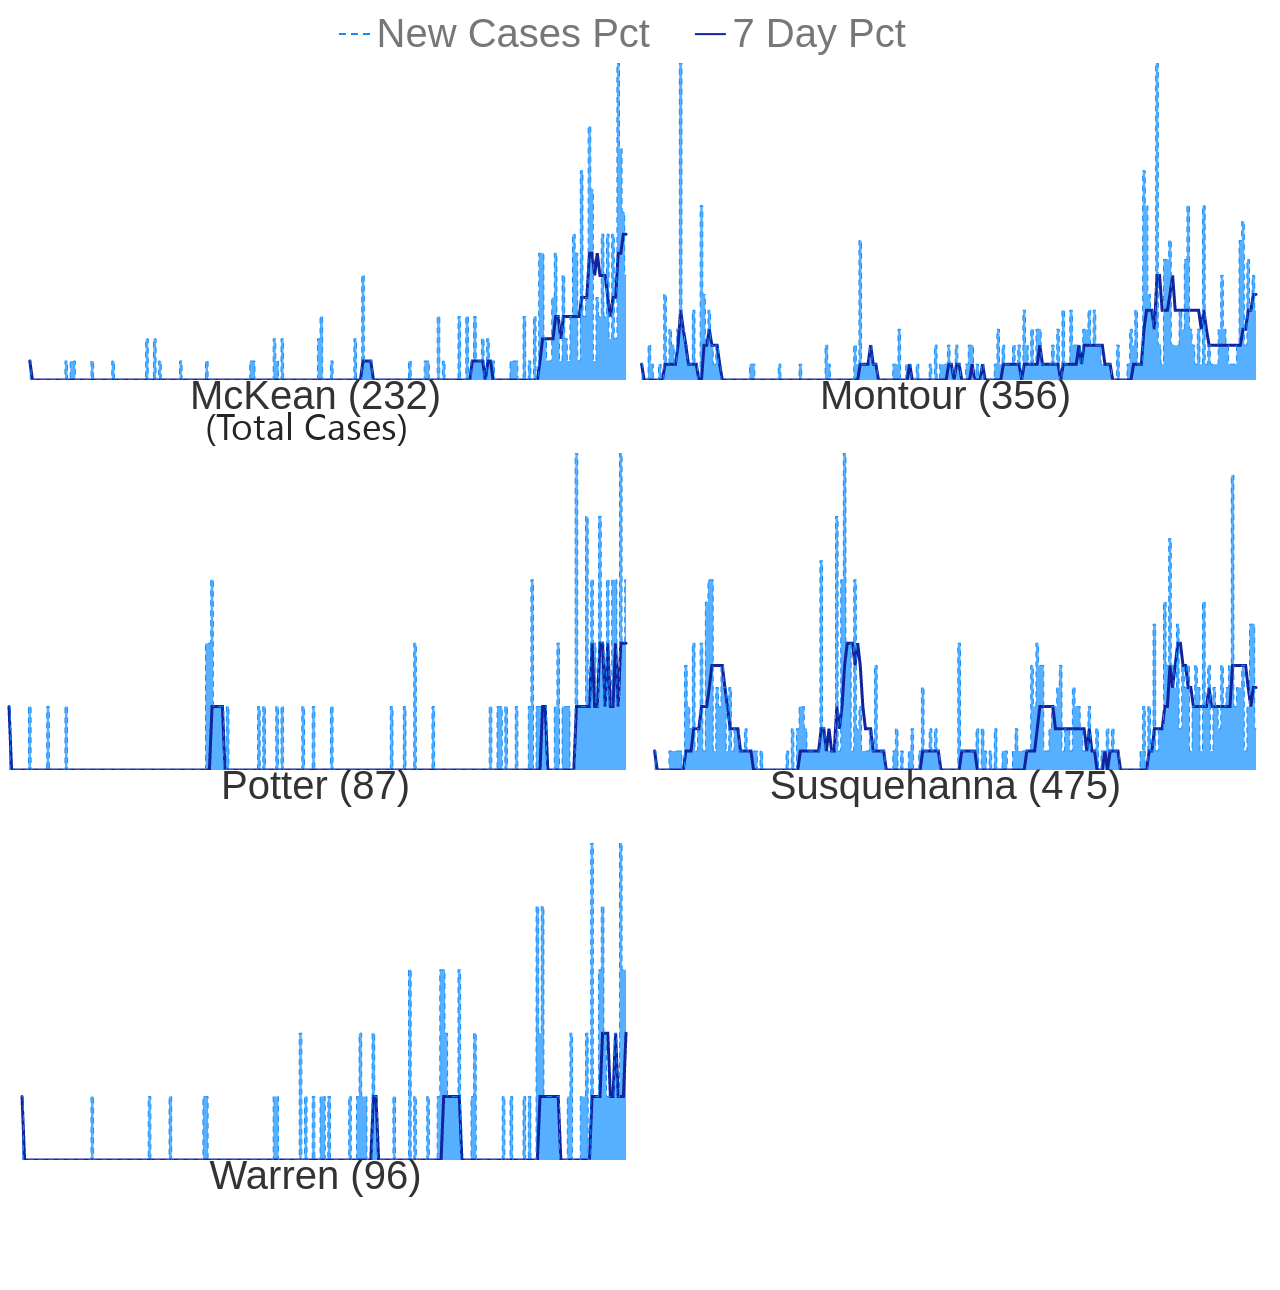 New Cases Pct 7 Day Pct
McKean (232) Montour (356)
(Total Cases)
Potter (87) Susquehanna (475)
Warren (96)